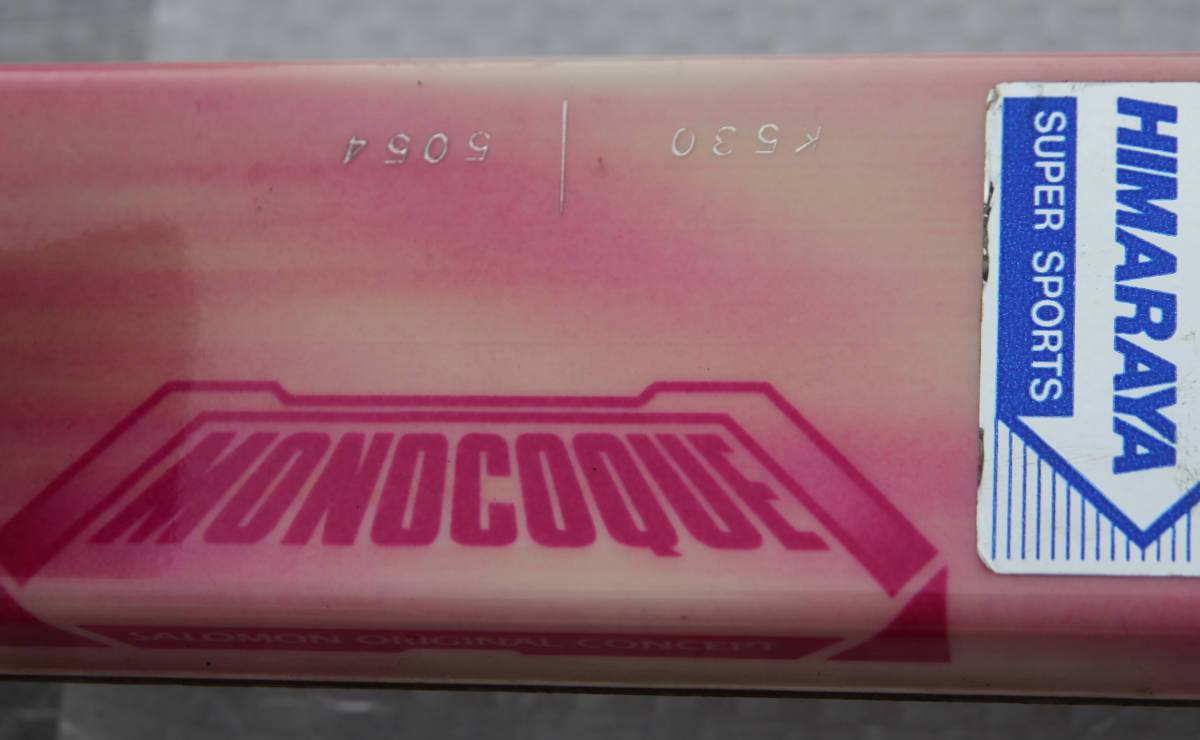 K530 | 5054
HIMARAYA
SUPER SPORTS
MONOCOQUE
SALOMON ORIGINAL CONCEPT